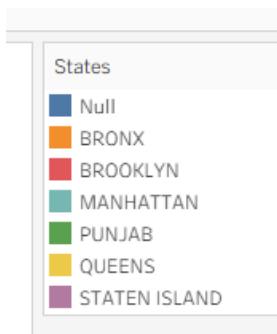 States
Null
BRONX
BROOKLYN
MANHATTAN
PUNJAB
QUEENS
STATEN ISLAND